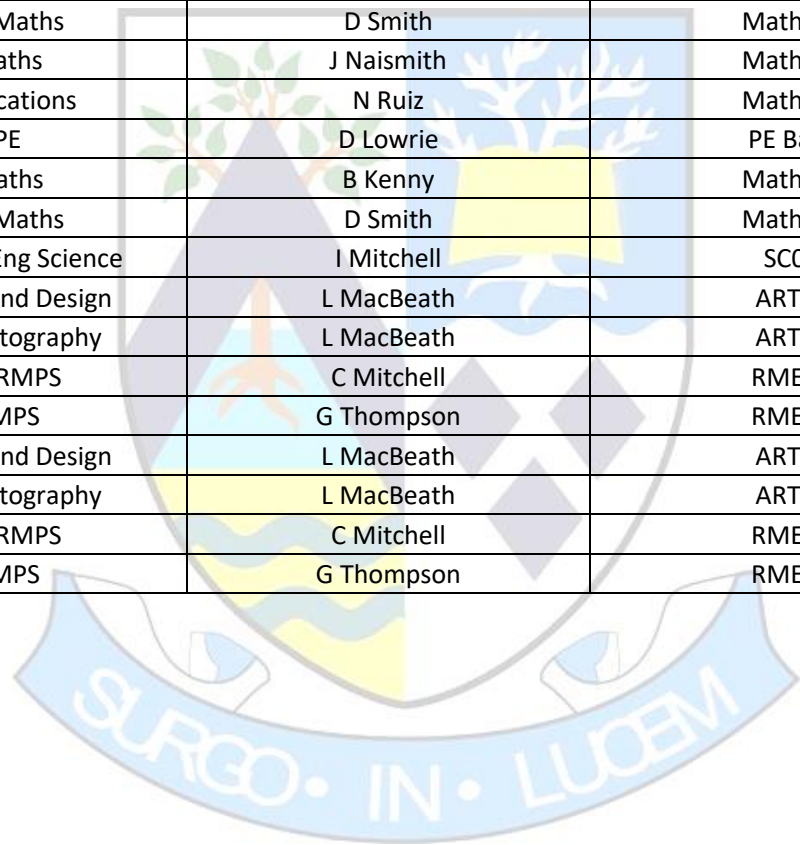 Maths D Smith Math
aths J Naismith Math
cations N Ruiz Math
PE D Lowrie PE Ba
aths B Kenny Math
Maths D Smith Math
Eng Science I Mitchell SC0
nd Design L MacBeath ART
tography L MacBeath ART
RMPS C Mitchell RME
MPS G Thompson RME
nd Design L MacBeath ART
tography L MacBeath ART
RMPS C Mitchell RME
MPS G Thompson RME
SURGO · IN · LUCEM